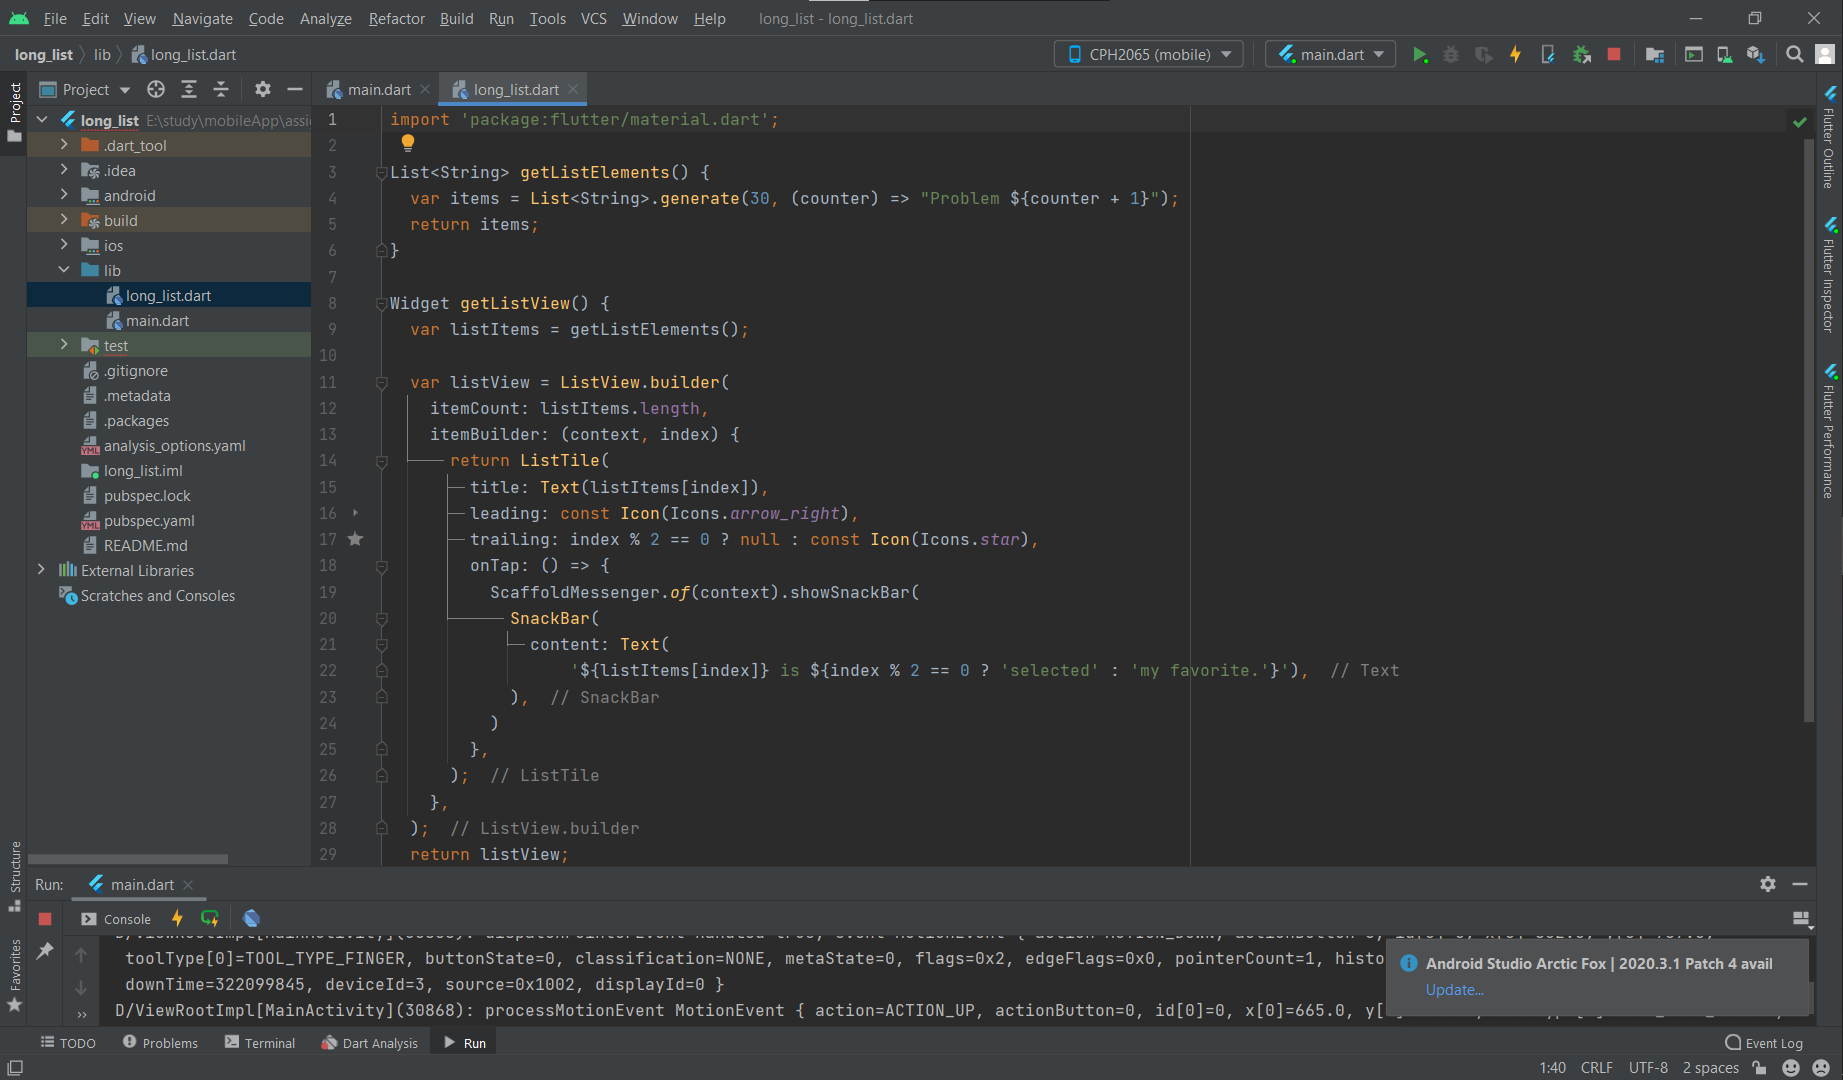 File Edit View Navigate Code Analyze Refactor Build Run Tools VCS Window Help long_list - long_list.dart
long_list lib long_list.dart CPH2065 (mobile) main.dart
Project
Project
main.dart long_list.dart
long_list E:\study\mobileApp\assi
.dart_tool
.idea
android
build
ios
lib
long_list.dart
main.dart
test
.gitignore
.metadata
.packages
analysis_options.yaml
long_list.iml
pubspec.lock
pubspec.yaml
README.md
External Libraries
Scratches and Consoles
1 import 'package:flutter/material.dart';
2
3 List<String> getListElements() {
4 var items = List<String>.generate(30, (counter) => "Problem ${counter + 1}");
5 return items;
6 }
7
8 Widget getListView() {
9 var listItems = getListElements();
10
11 var listView = ListView.builder(
12 itemCount: listItems.length,
13 itemBuilder: (context, index) {
14 return ListTile(
15 title: Text(listItems[index]),
16 leading: const Icon(Icons.arrow_right),
17 trailing: index % 2 == 0 ? null : const Icon(Icons.star),
18 onTap: () => {
19 ScaffoldMessenger.of(context).showSnackBar(
20 SnackBar(
21 content: Text(
22 '${listItems[index]} is ${index % 2 == 0 ? 'selected' : 'my favorite.'}'), // Text
23 ), // SnackBar
24 )
25 },
26 ); // ListTile
27 },
28 ); // ListView.builder
29 return listView;
Flutter Outline
Flutter Inspector
Flutter Performance
Structure
Favorites
Run: main.dart
Console
toolType[0]=TOOL_TYPE_FINGER, buttonState=0, classification=NONE, metaState=0, flags=0x2, edgeFlags=0x0, pointerCount=1, histo
downTime=322099845, deviceId=3, source=0x1002, displayId=0 }
D/ViewRootImpl[MainActivity](30868): processMotionEvent MotionEvent { action=ACTION_UP, actionButton=0, id[0]=0, x[0]=665.0, y[
Android Studio Arctic Fox | 2020.3.1 Patch 4 avail
Update...
TODO Problems Terminal Dart Analysis Run Event Log
1:40 CRLF UTF-8 2 spaces